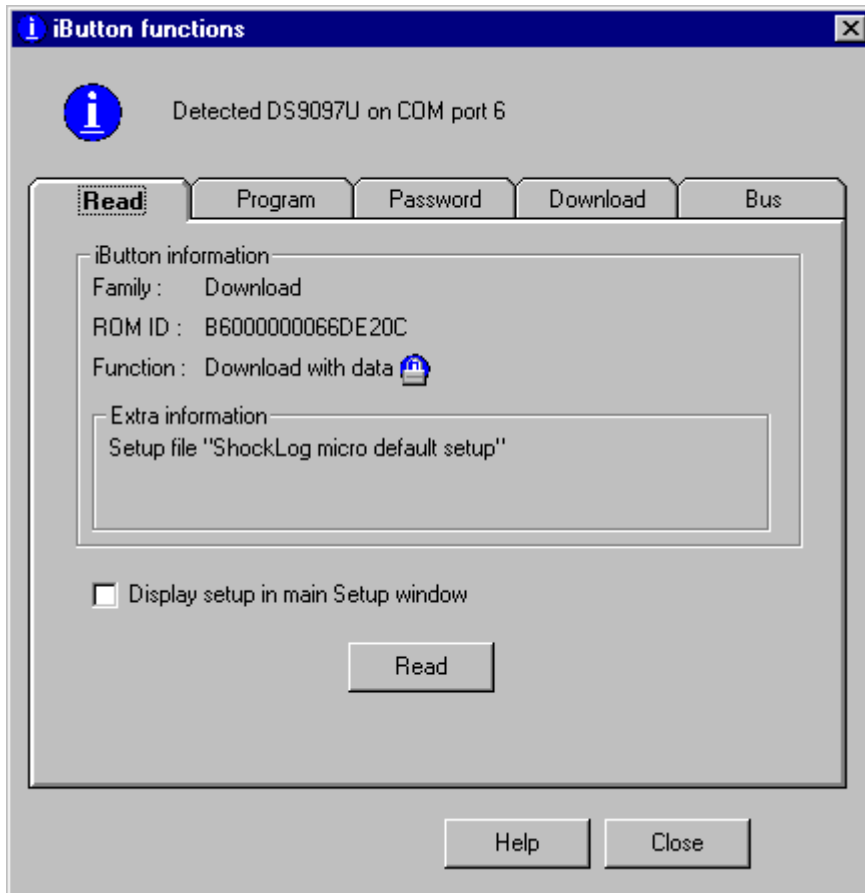 iButton functions
Detected DS9097U on COM port 6
Read Program Password Download Bus
iButton information
Family : Download
ROM ID : B6000000066DE20C
Function : Download with data
Extra information
Setup file "ShockLog micro default setup"
Display setup in main Setup window
Read
Help Close